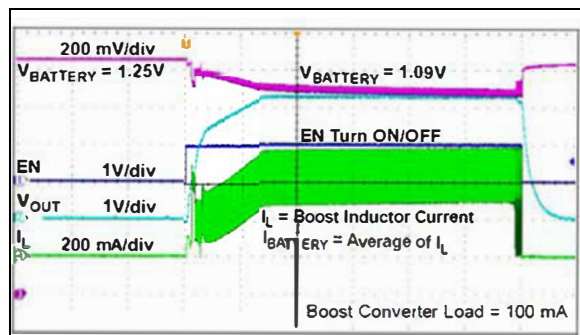 200 mV/div
VBATTERY = 1.25V
VBATTERY = 1.09V
EN Turn ON/OFF
EN 1V/div
VOUT 1V/div
IL 200 mA/div
IL = Boost Inductor Current
IBATTERY = Average of IL
Boost Converter Load = 100 mA